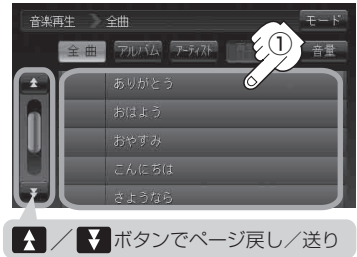 音楽再生 全曲 モード
全曲 アルバム アーティスト 音量
①
ありがとう
おはよう
おやすみ
こんにちは
さようなら
／ ボタンでページ戻し／送り